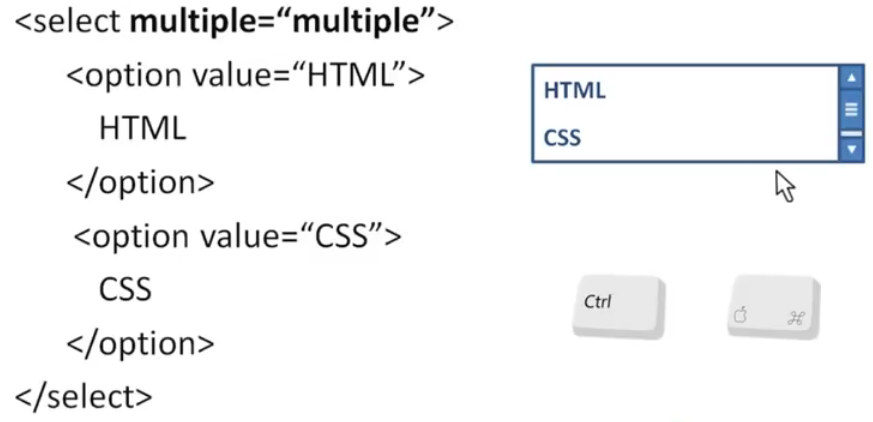 <select multiple=“multiple”>
<option value=“HTML”>
HTML
</option>
<option value=“CSS”>
CSS
</option>
</select>
HTML
CSS
Ctrl
⌘